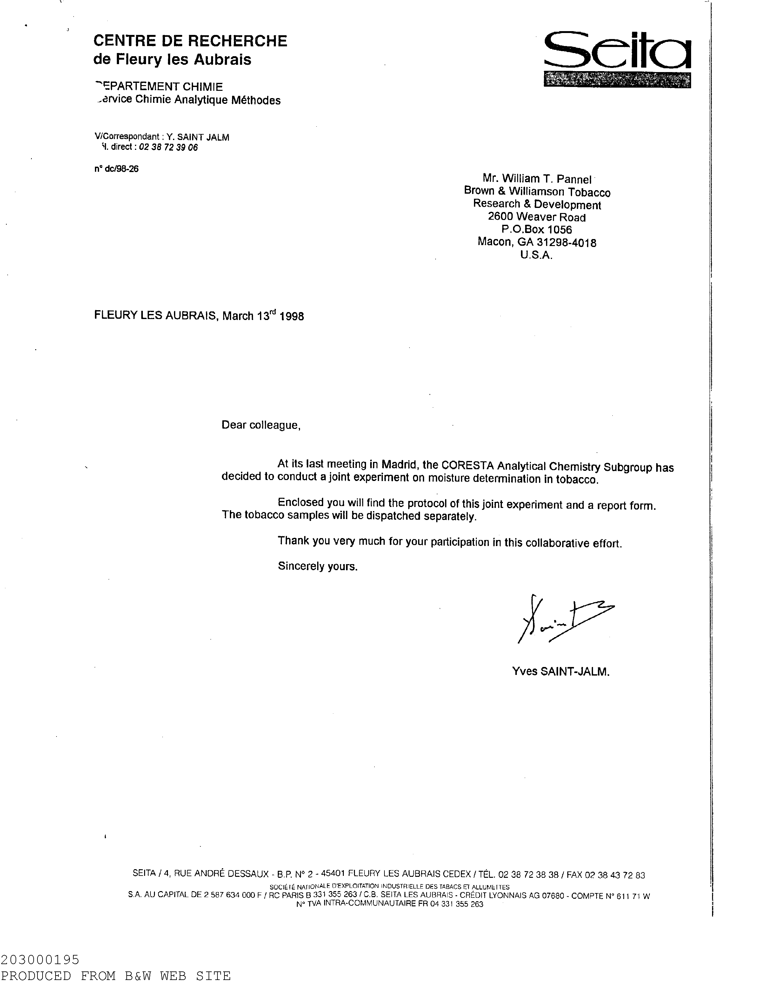 CENTRE DE RECHERCHE
de Fleury les Aubrais
Seita
EPARTEMENT CHIMIE
ervice Chimie Analytique Méthodes
V/Correspondant : Y. SAINT JALM
l. direct : 02 38 72 39 06
n° dc/98-26
Mr. William T. Pannel
Brown & Williamson Tobacco
Research & Development
2600 Weaver Road
P.O.Box 1056
Macon, GA 31298-4018
U.S.A.
FLEURY LES AUBRAIS, March 13rd 1998
Dear colleague,
At its last meeting in Madrid, the CORESTA Analytical Chemistry Subgroup has
decided to conduct a joint experiment on moisture determination in tobacco.
Enclosed you will find the protocol of this joint experiment and a report form.
The tobacco samples will be dispatched separately.
Thank you very much for your participation in this collaborative effort.
Sincerely yours.
Yves SAINT-JALM.
SEITA / 4, RUE ANDRÉ DESSAUX - B.P. N° 2 - 45401 FLEURY LES AUBRAIS CEDEX / TÉL. 02 38 72 38 38 / FAX 02 38 43 72 83
SOCIÉTÉ NATIONALE D'EXPLOITATION INDUSTRIELLE DES TABACS ET ALLUMETTES
S.A. AU CAPITAL DE 2 587 634 000 F / RC PARIS B 331 355 263 / C.B. SEITA LES AUBRAIS - CRÉDIT LYONNAIS AG 07680 - COMPTE N° 611 71 W
N° TVA INTRA-COMMUNAUTAIRE FR 04 331 355 263
203000195
PRODUCED FROM B&W WEB SITE